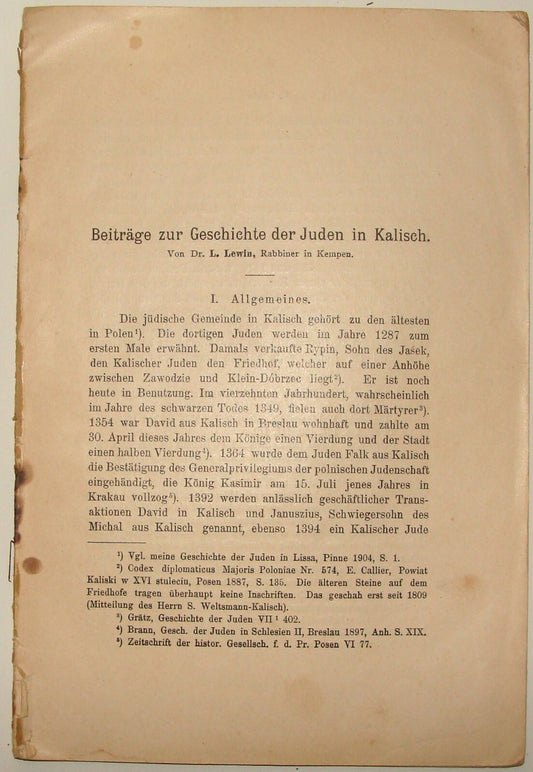 Beiträge zur Geschichte der Juden in Kalisch.
Von Dr. L. Lewin, Rabbiner in Kempen.
I. Allgemeines.
Die jüdische Gemeinde in Kalisch gehört zu den ältesten
in Polen¹). Die dortigen Juden werden im Jahre 1287 zum
ersten Male erwähnt. Damals verkaufte Rypin, Sohn des Jasek,
den Kalischer Juden den Friedhof, welcher auf einer Anhöhe
zwischen Zawodzie und Klein-Dóbrzec liegt²). Er ist noch
heute in Benutzung. Im vierzehnten Jahrhundert, wahrscheinlich
im Jahre des schwarzen Todes 1349, fielen auch dort Märtyrer³).
1354 war David aus Kalisch in Breslau wohnhaft und zahlte am
30. April dieses Jahres dem Könige einen Vierdung und der Stadt
einen halben Vierdung⁴). 1364 wurde dem Juden Falk aus Kalisch
die Bestätigung des Generalprivilegiums der polnischen Judenschaft
eingehändigt, die König Kasimir am 15. Juli jenes Jahres in
Krakau vollzog⁵). 1392 werden anlässlich geschäftlicher Trans-
aktionen David in Kalisch und Januszius, Schwiegersohn des
Michal aus Kalisch genannt, ebenso 1394 ein Kalischer Jude
¹) Vgl. meine Geschichte der Juden in Lissa, Pinne 1904, S. 1.
²) Codex diplomaticus Majoris Poloniae Nr. 574, E. Callier, Powiat
Kaliski w XVI stuleciu, Posen 1887, S. 135. Die älteren Steine auf dem
Friedhofe tragen überhaupt keine Inschriften. Das geschah erst seit 1809
(Mitteilung des Herrn S. Weltsmann-Kalisch).
³) Grätz, Geschichte der Juden VII ¹ 402.
⁴) Brann, Gesch. der Juden in Schlesien II, Breslau 1897, Anh. S. XIX.
⁵) Zeitschrift der histor. Gesellsch. f. d. Pr. Posen VI 77.